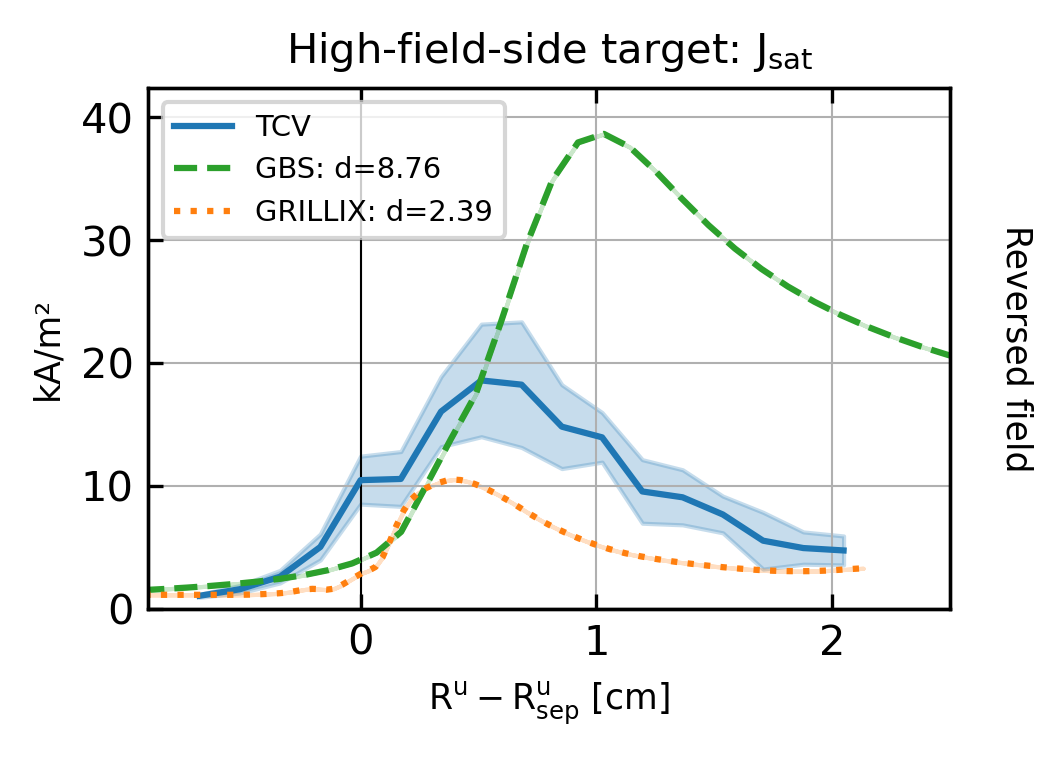 High-field-side target: J_sat
40
30
20
10
0
kA/m²
TCV
GBS: d=8.76
GRILLIX: d=2.39
0 1 2
R^u − R^u_sep [cm]
Reversed field